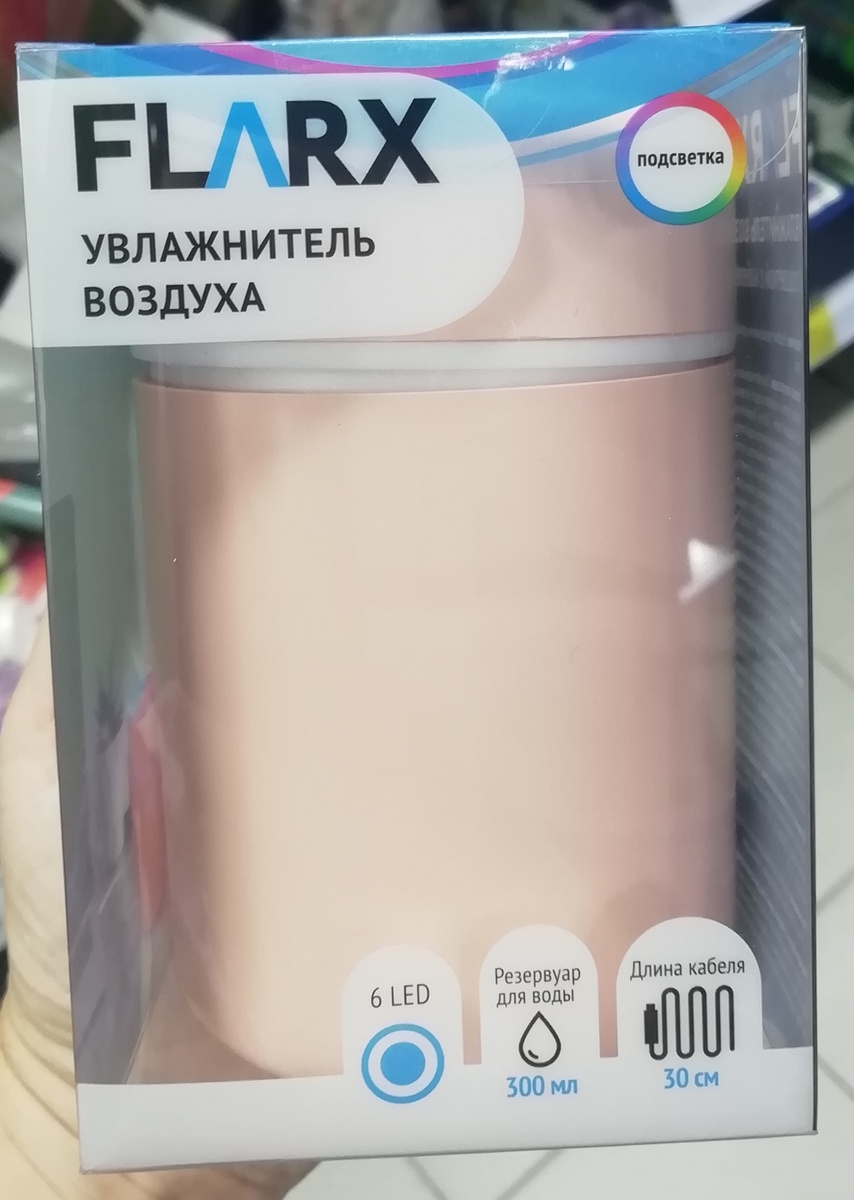 FLARX
УВЛАЖНИТЕЛЬ
ВОЗДУХА
подсветка
6 LED
Резервуар
для воды
300 мл
Длина кабеля
30 см